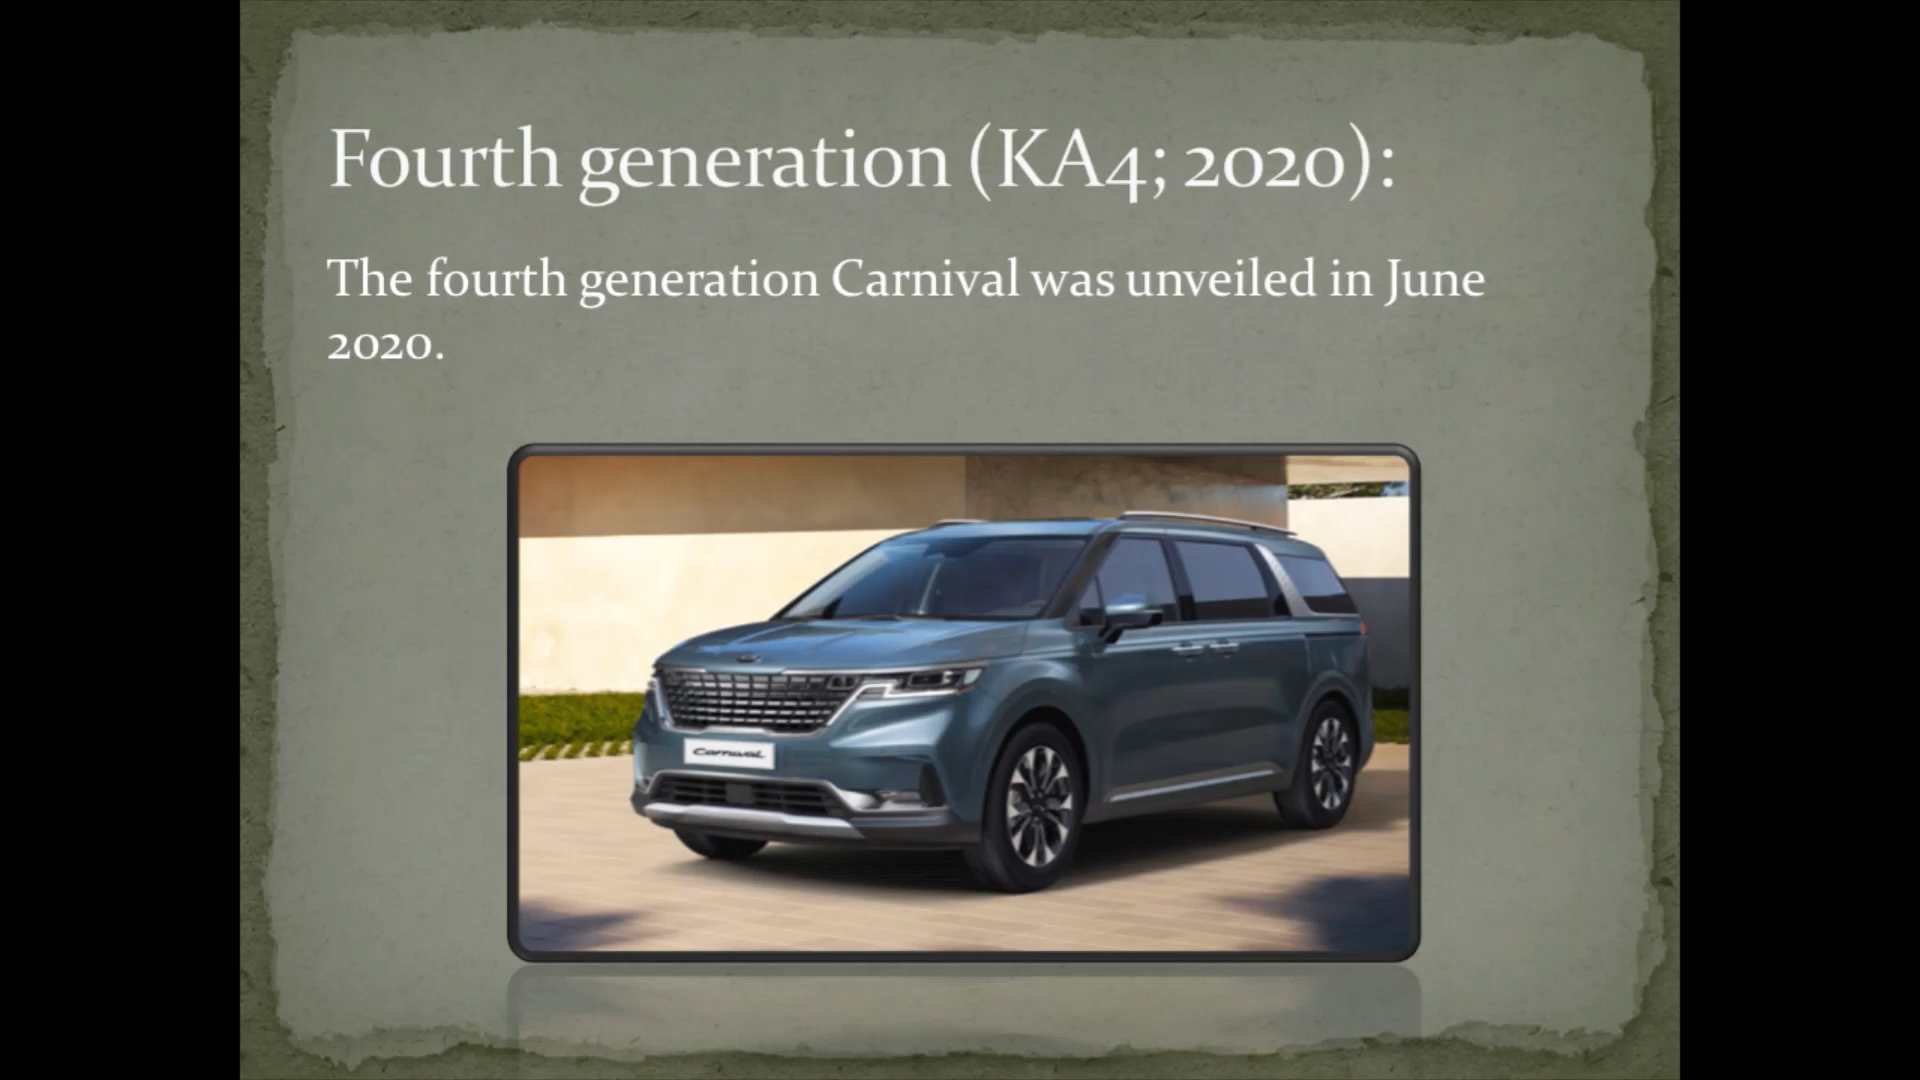 Fourth generation (KA4; 2020):
The fourth generation Carnival was unveiled in June
2020.
Carnival